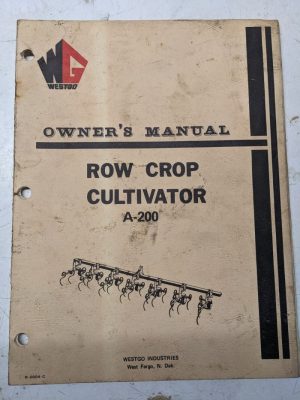 WG
WESTGO
OWNER'S MANUAL
ROW CROP
CULTIVATOR
A-200
WESTGO INDUSTRIES
West Fargo, N. Dak